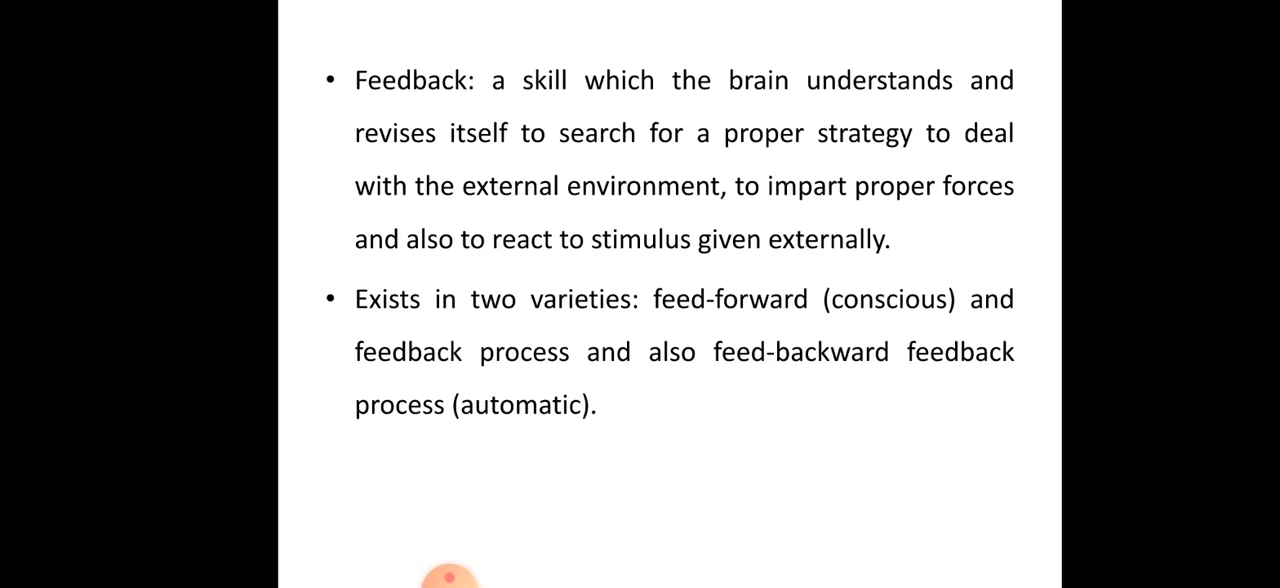 • Feedback: a skill which the brain understands and
revises itself to search for a proper strategy to deal
with the external environment, to impart proper forces
and also to react to stimulus given externally.
• Exists in two varieties: feed-forward (conscious) and
feedback process and also feed-backward feedback
process (automatic).